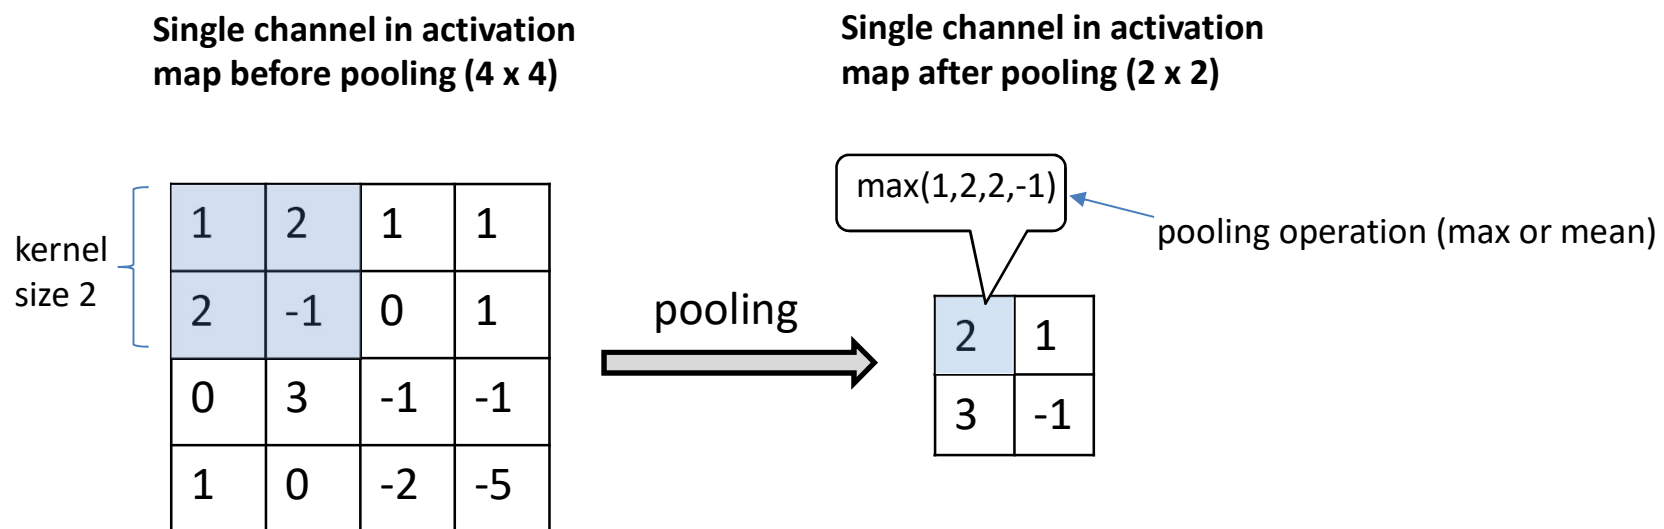 Single channel in activation
map before pooling (4 x 4)
Single channel in activation
map after pooling (2 x 2)
kernel
size 2
1 2 1 1
2 -1 0 1
0 3 -1 -1
1 0 -2 -5
pooling
max(1,2,2,-1)
pooling operation (max or mean)
2 1
3 -1